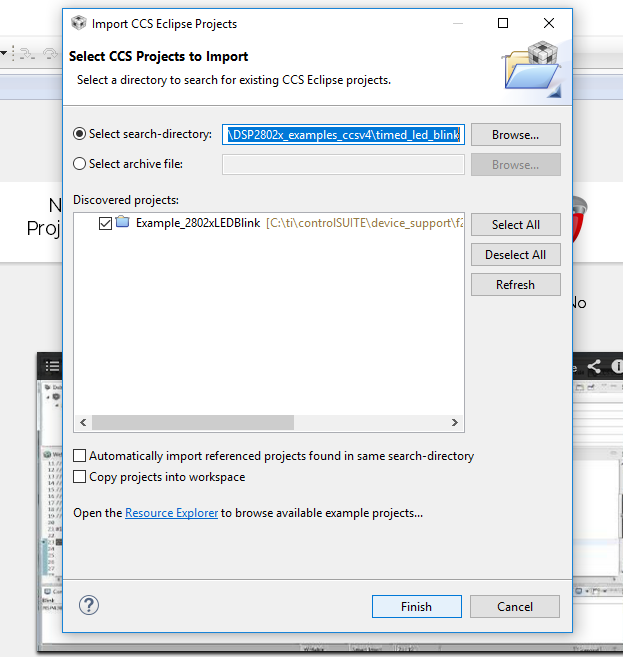 Import CCS Eclipse Projects
Select CCS Projects to Import
Select a directory to search for existing CCS Eclipse projects.
Select search-directory: \DSP2802x_examples_ccsv4\timed_led_blink Browse...
Select archive file: Browse...
Discovered projects:
Example_2802xLEDBlink [C:\ti\controlSUITE\device_support\f2
Select All
Deselect All
Refresh
No
Automatically import referenced projects found in same search-directory
Copy projects into workspace
Open the Resource Explorer to browse available example projects...
Finish Cancel